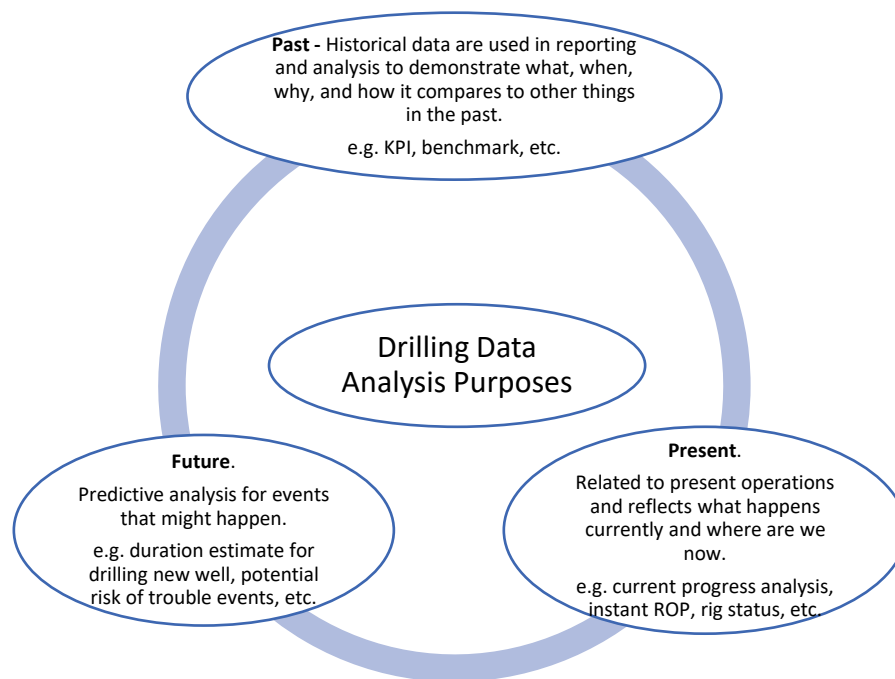 Past - Historical data are used in reporting
and analysis to demonstrate what, when,
why, and how it compares to other things
in the past.
e.g. KPI, benchmark, etc.
Drilling Data
Analysis Purposes
Future.
Predictive analysis for events
that might happen.
e.g. duration estimate for
drilling new well, potential
risk of trouble events, etc.
Present.
Related to present operations
and reflects what happens
currently and where are we
now.
e.g. current progress analysis,
instant ROP, rig status, etc.